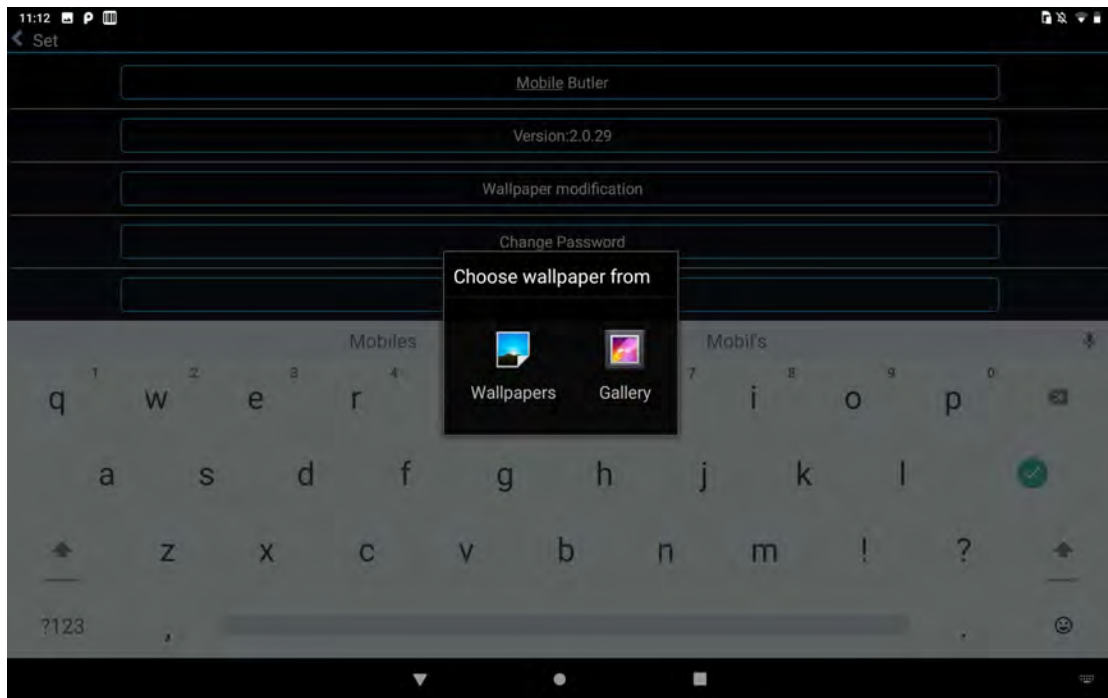 11:12
Set
Mobile Butler
Version:2.0.29
Wallpaper modification
Change Password
Choose wallpaper from
Wallpapers Gallery
Mobiles Mobil's
1 2 3 4 7 8 9 0
q w e r i o p
a s d f g h j k l
z x c v b n m ! ?
?123 , .